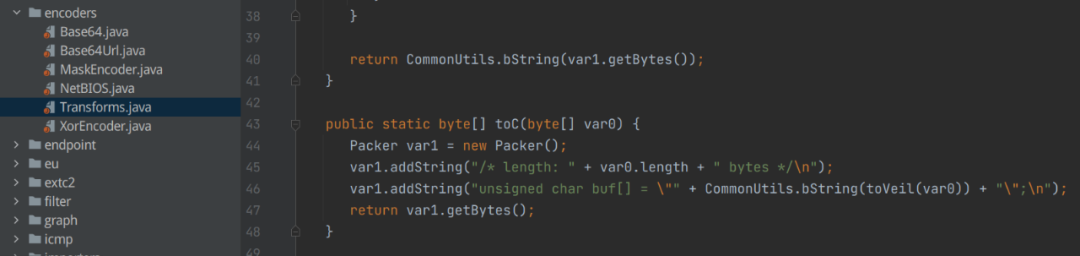 encoders
Base64.java
Base64Url.java
MaskEncoder.java
NetBIOS.java
Transforms.java
XorEncoder.java
endpoint
eu
extc2
filter
graph
icmp
38 }
39
40 return CommonUtils.bString(var1.getBytes());
41 }
42
43 public static byte[] toC(byte[] var0) {
44 Packer var1 = new Packer();
45 var1.addString("/* length: " + var0.length + " bytes */\n");
46 var1.addString("unsigned char buf[] = \"" + CommonUtils.bString(toVeil(var0)) + "\";\n");
47 return var1.getBytes();
48 }
49